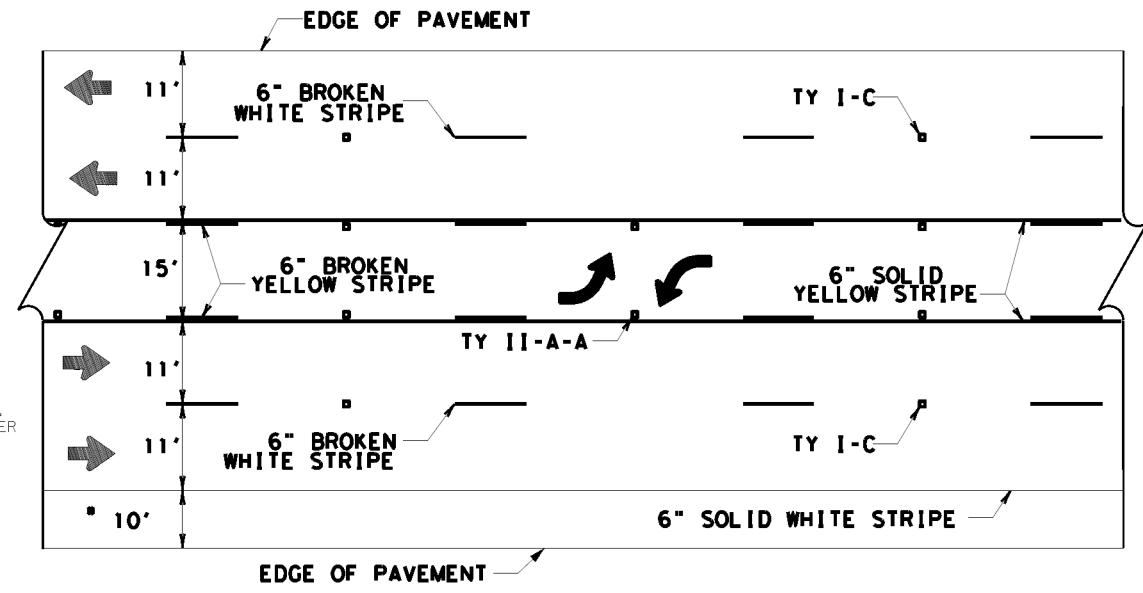 EDGE OF PAVEMENT
11'
6" BROKEN
WHITE STRIPE
TY I-C
11'
15'
6" BROKEN
YELLOW STRIPE
6" SOLID
YELLOW STRIPE
TY II-A-A
11'
ER
11'
6" BROKEN
WHITE STRIPE
TY I-C
* 10'
6" SOLID WHITE STRIPE
EDGE OF PAVEMENT